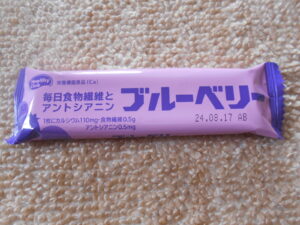 healthy
栄養機能食品(Ca)
毎日食物繊維と
アントシアニン
ブルーベリー
1枚にカルシウム110mg・食物繊維0.5g
アントシアニン0.5mg
24.08.17 AB